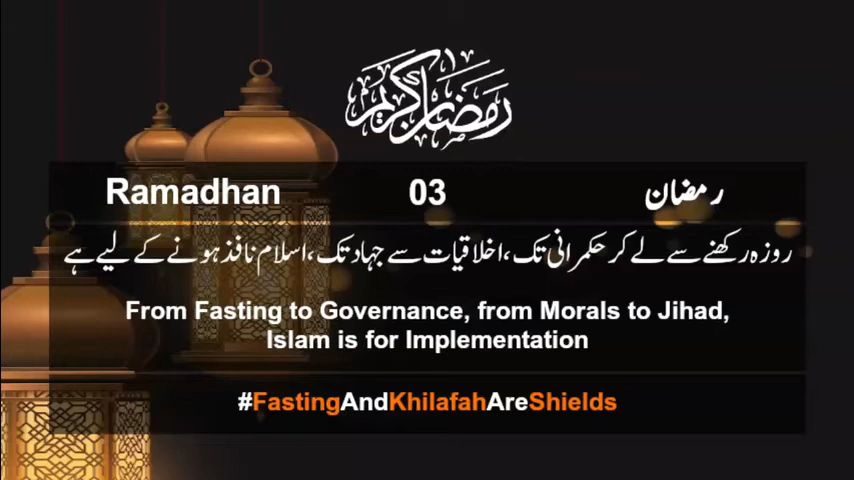 رمضان كريم
Ramadhan 03 رمضان
روزہ رکھنے سے لے کر حکمرانی تک، اخلاقیات سے جہاد تک، اسلام نافذ ہونے کے لیے ہے
From Fasting to Governance, from Morals to Jihad,
Islam is for Implementation
#FastingAndKhilafahAreShields